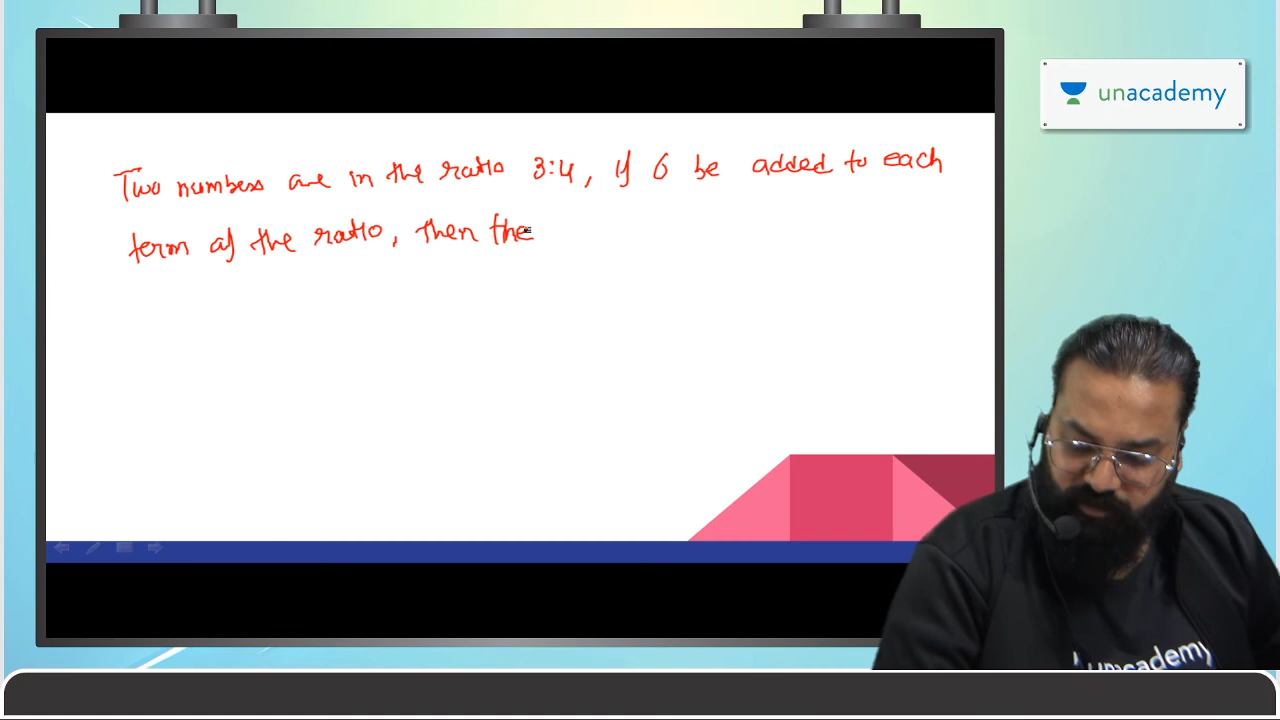 unacademy
Two numbers are in the ratio 3:4, if 6 be added to each
term of the ratio, then the
unacademy